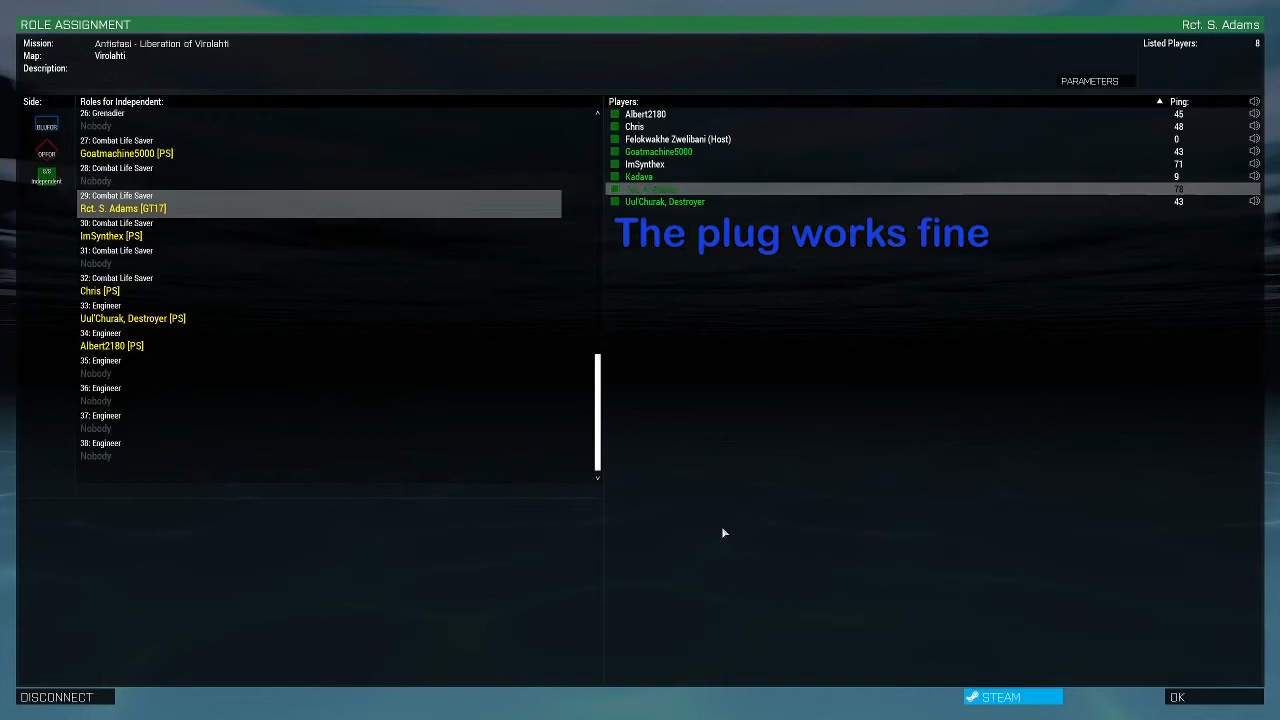 ROLE ASSIGNMENT
Rct. S. Adams
Mission: Antistasi - Liberation of Virolahti
Map: Virolahti
Description:
Listed Players: 8
PARAMETERS
Side:
BLUFOR
OPFOR
8/8
Independent
Roles for Independent:
26: Grenadier
Nobody
27: Combat Life Saver
Goatmachine5000 [PS]
28: Combat Life Saver
Nobody
29: Combat Life Saver
Rct. S. Adams [GT17]
30: Combat Life Saver
ImSynthex [PS]
31: Combat Life Saver
Nobody
32: Combat Life Saver
Chris [PS]
33: Engineer
Uul'Churak, Destroyer [PS]
34: Engineer
Albert2180 [PS]
35: Engineer
Nobody
36: Engineer
Nobody
37: Engineer
Nobody
38: Engineer
Nobody
Players: Ping:
Albert2180 45
Chris 48
Felokwakhe Zwelibani (Host) 0
Goatmachine5000 43
ImSynthex 71
Kadava 9
78
Uul'Churak, Destroyer 43
The plug works fine
DISCONNECT
STEAM
OK